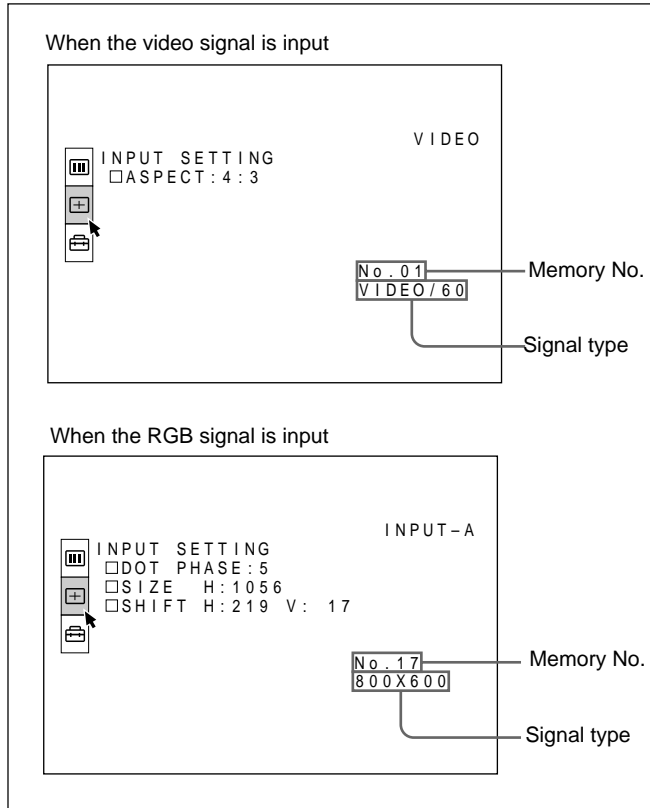 When the video signal is input
VIDEO
INPUT SETTING
□ASPECT:4:3
No.01
Memory No.
VIDEO/60
Signal type
When the RGB signal is input
INPUT–A
INPUT SETTING
□DOT PHASE:5
□SIZE H:1056
□SHIFT H:219 V: 17
No.17
Memory No.
800X600
Signal type